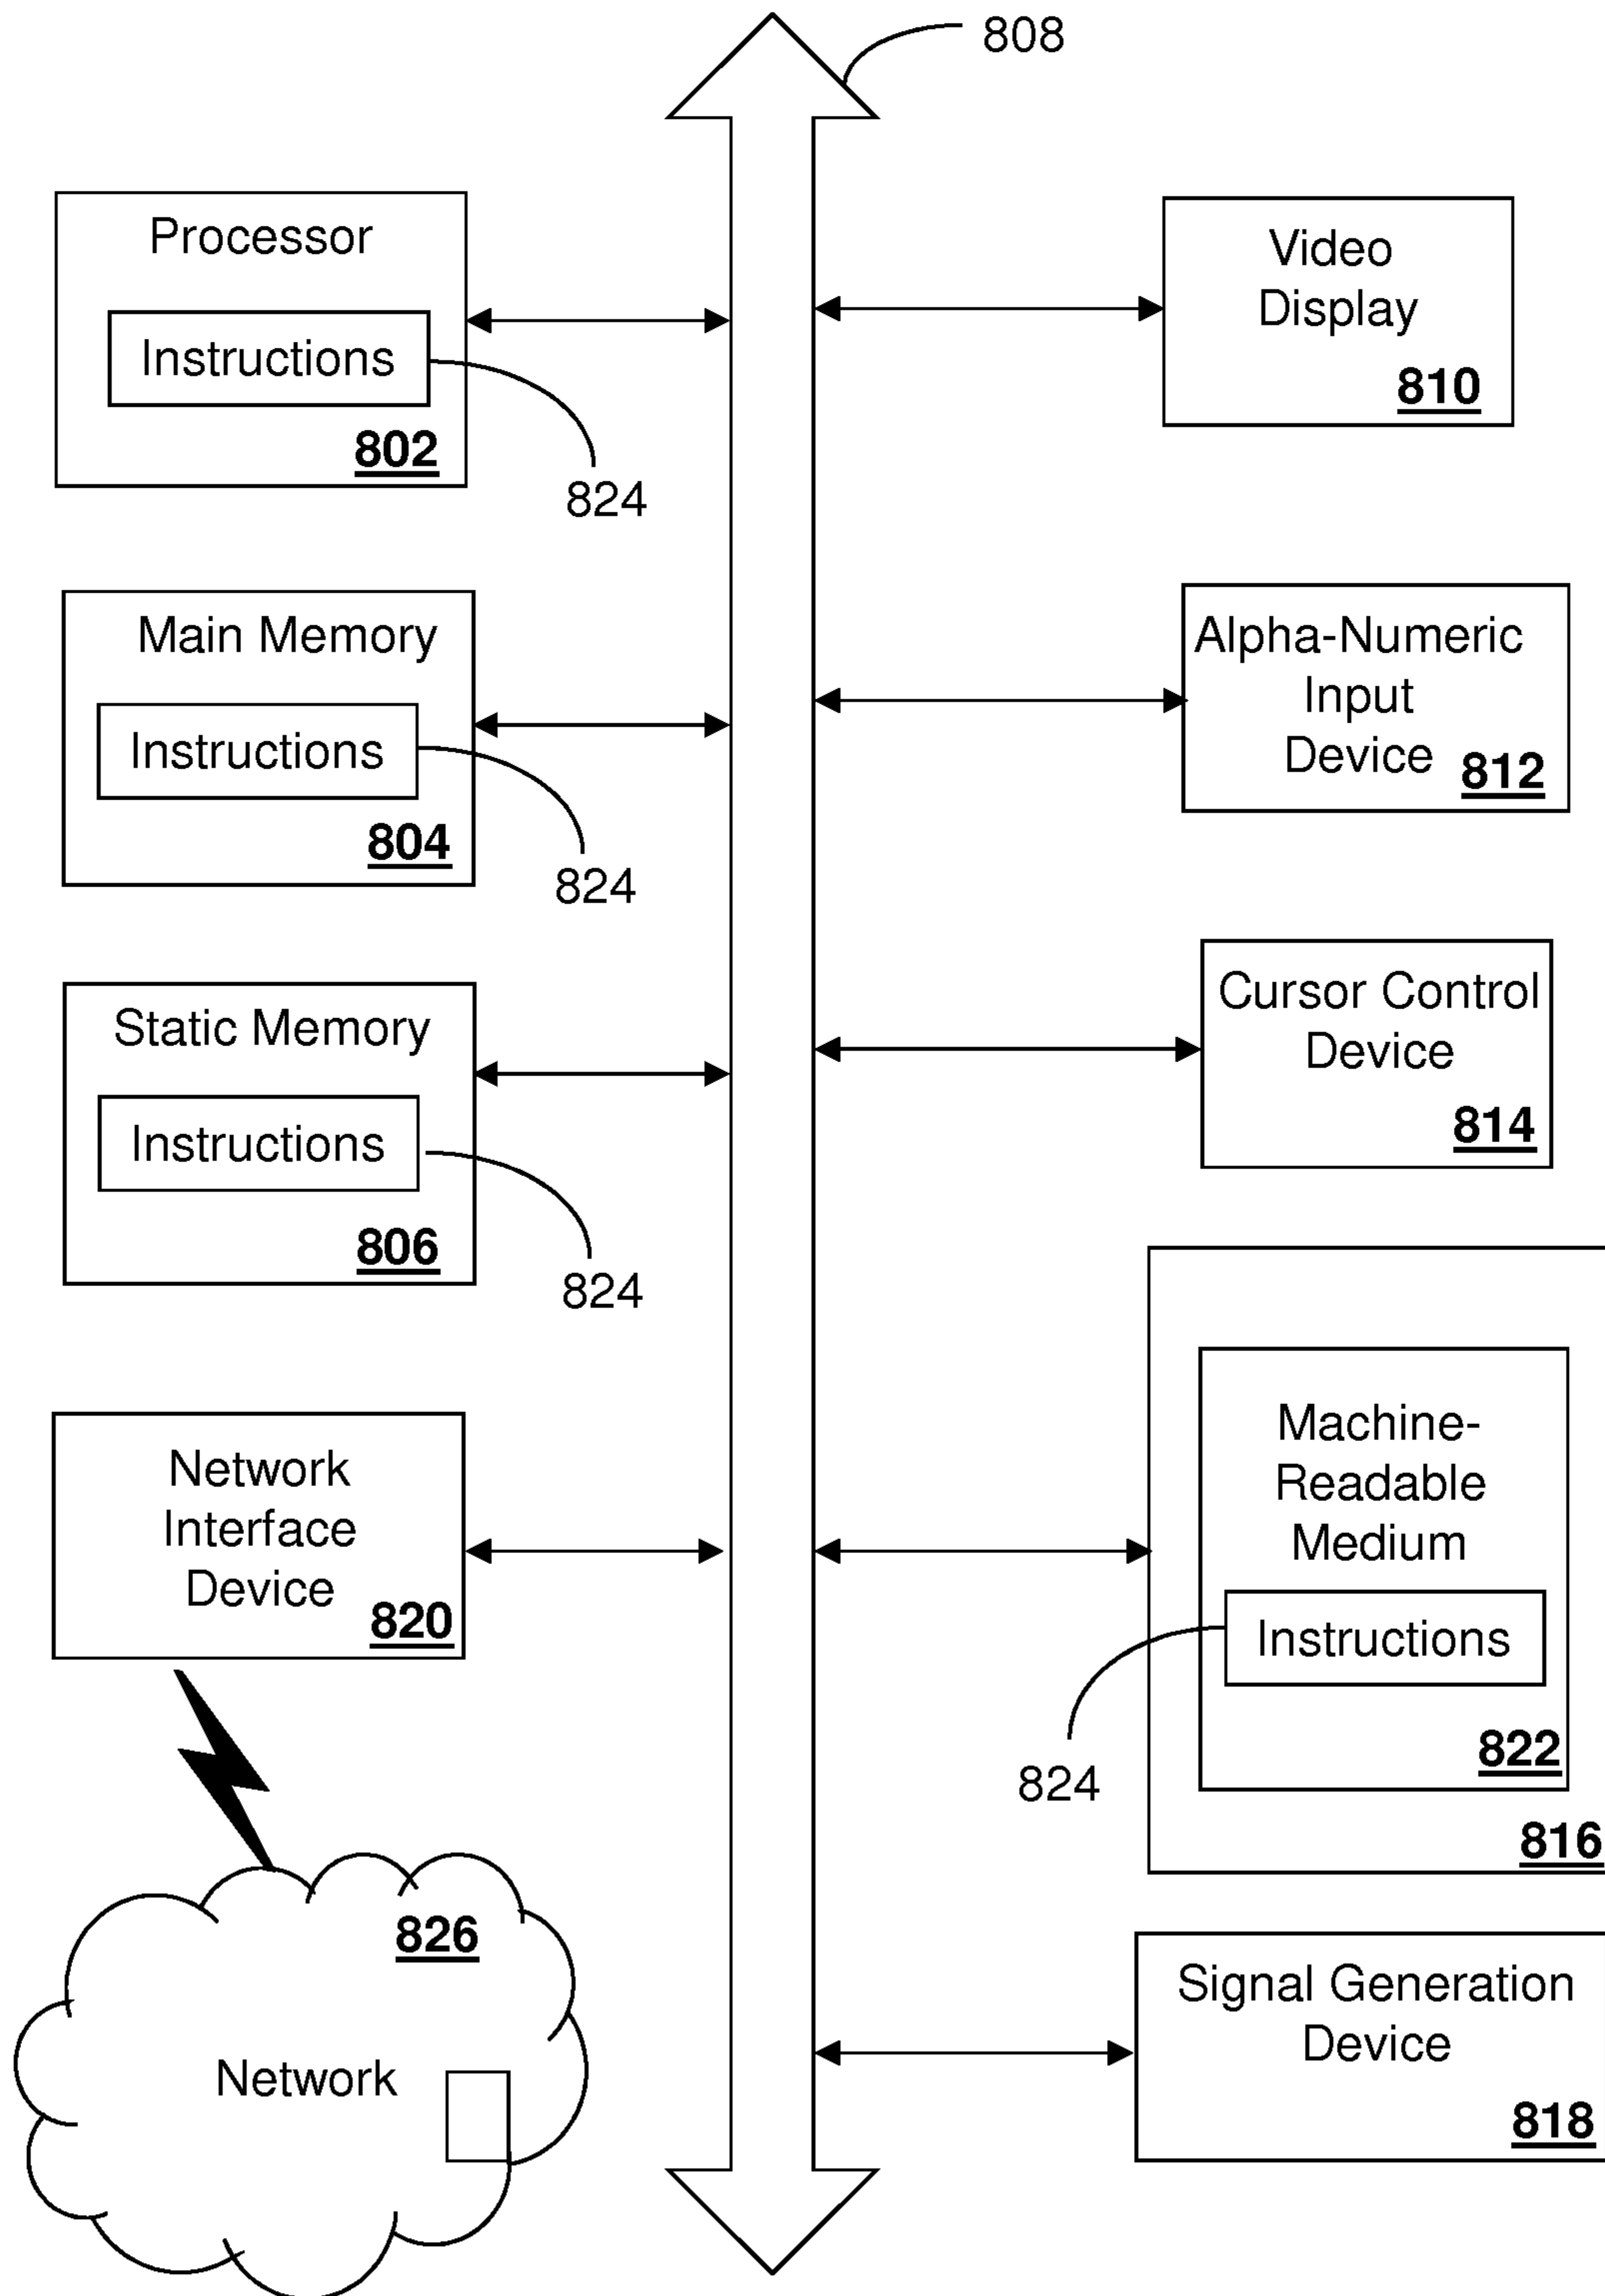 808
Processor
Instructions
802
824
Main Memory
Instructions
804
824
Static Memory
Instructions
806
824
Network
Interface
Device
820
826
Network
Video
Display
810
Alpha-Numeric
Input
Device
812
Cursor Control
Device
814
Machine-
Readable
Medium
Instructions
822
824
816
Signal Generation
Device
818